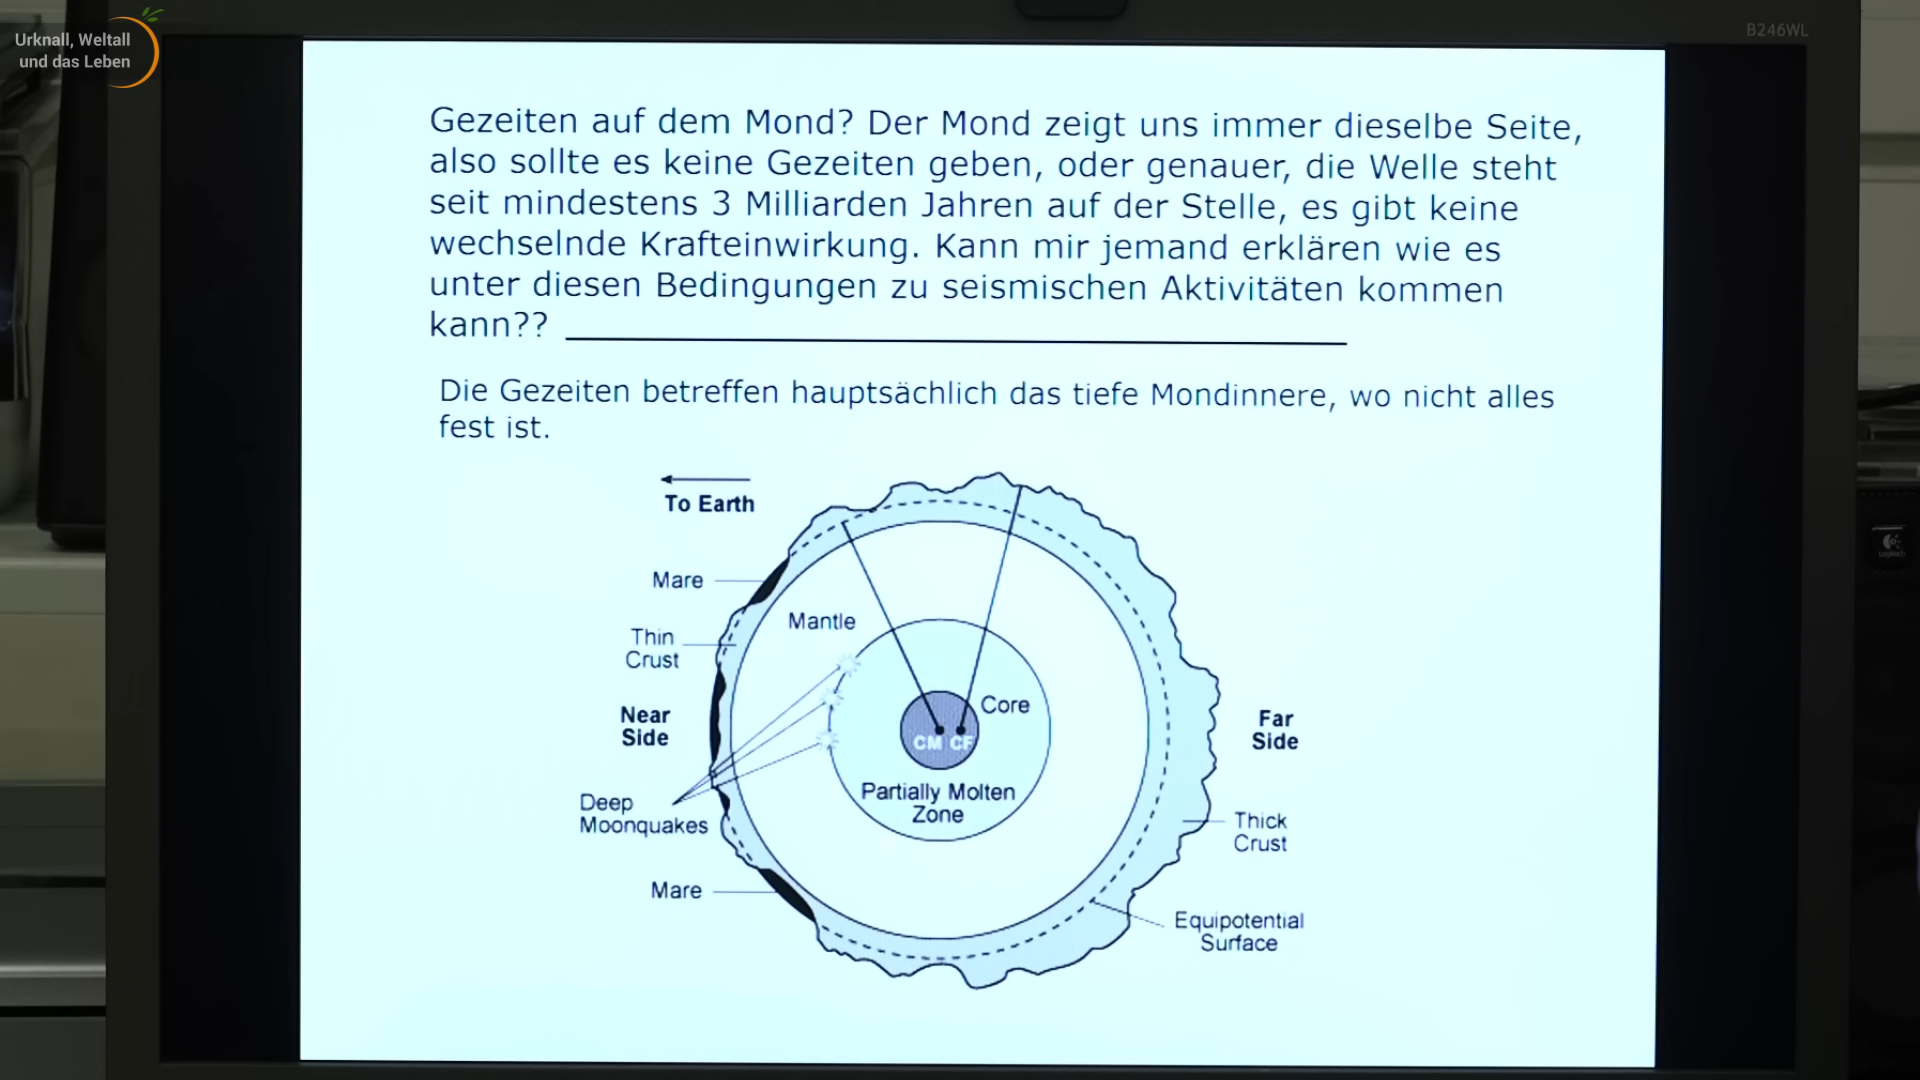 Urknall, Weltall
und das Leben
B246WL
Gezeiten auf dem Mond? Der Mond zeigt uns immer dieselbe Seite,
also sollte es keine Gezeiten geben, oder genauer, die Welle steht
seit mindestens 3 Milliarden Jahren auf der Stelle, es gibt keine
wechselnde Krafteinwirkung. Kann mir jemand erklären wie es
unter diesen Bedingungen zu seismischen Aktivitäten kommen
kann??
Die Gezeiten betreffen hauptsächlich das tiefe Mondinnere, wo nicht alles
fest ist.
To Earth
Mare
Mantle
Thin
Crust
Near
Side
Core
CM CF
Far
Side
Partially Molten
Zone
Deep
Moonquakes
Thick
Crust
Mare
Equipotential
Surface
Logitech